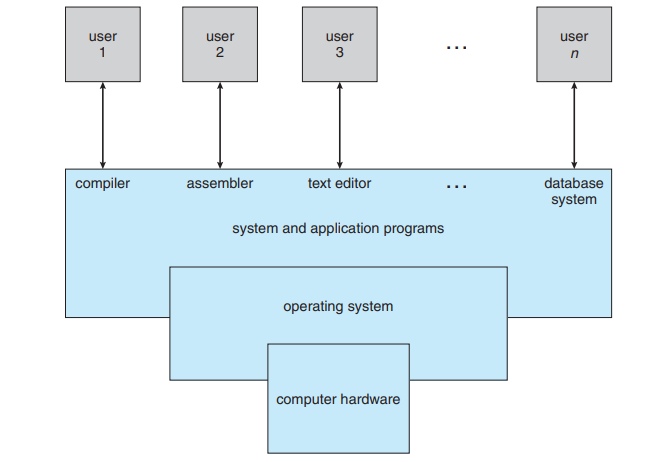 user
1
user
2
user
3
...
user
n
compiler
assembler
text editor
...
database
system
system and application programs
operating system
computer hardware